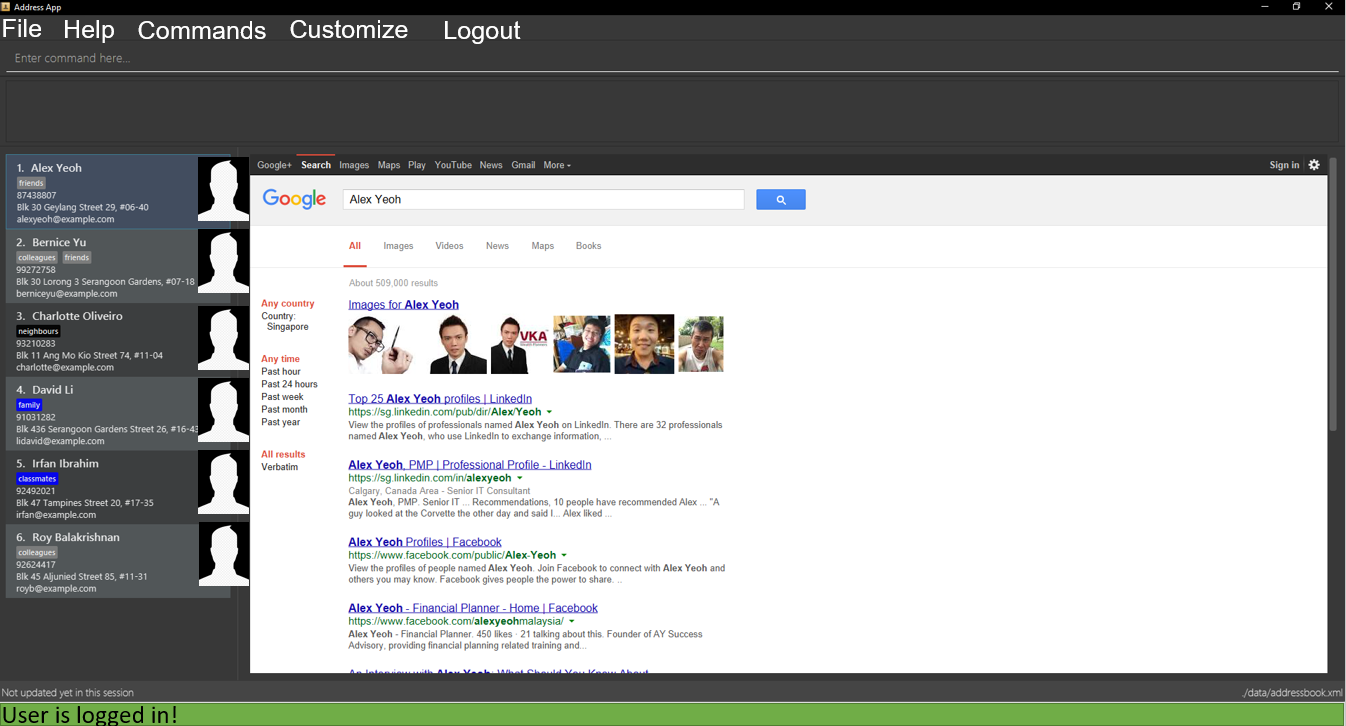 Address App
File Help Commands Customize Logout
Enter command here...
1. Alex Yeoh
friends
87438807
Blk 30 Geylang Street 29, #06-40
alexyeoh@example.com
2. Bernice Yu
colleagues friends
99272758
Blk 30 Lorong 3 Serangoon Gardens, #07-18
berniceyu@example.com
3. Charlotte Oliveiro
neighbours
93210283
Blk 11 Ang Mo Kio Street 74, #11-04
charlotte@example.com
4. David Li
family
91031282
Blk 436 Serangoon Gardens Street 26, #16-43
lidavid@example.com
5. Irfan Ibrahim
classmates
92492021
Blk 47 Tampines Street 20, #17-35
irfan@example.com
6. Roy Balakrishnan
colleagues
92624417
Blk 45 Aljunied Street 85, #11-31
royb@example.com
Google+ Search Images Maps Play YouTube News Gmail More Sign in
Google Alex Yeoh
All Images Videos News Maps Books
About 509,000 results
Any country
Country:
Singapore
Any time
Past hour
Past 24 hours
Past week
Past month
Past year
All results
Verbatim
Images for Alex Yeoh
VKA
Top 25 Alex Yeoh profiles | LinkedIn
https://sg.linkedin.com/pub/dir/Alex/Yeoh
View the profiles of professionals named Alex Yeoh on LinkedIn. There are 32 professionals
named Alex Yeoh, who use LinkedIn to exchange information, ...
Alex Yeoh, PMP | Professional Profile - LinkedIn
https://sg.linkedin.com/in/alexyeoh
Calgary, Canada Area - Senior IT Consultant
Alex Yeoh, PMP. Senior IT ... Recommendations, 10 people have recommended Alex ... "A
guy looked at the Corvette the other day and said I... Alex liked ...
Alex Yeoh Profiles | Facebook
https://www.facebook.com/public/Alex-Yeoh
View the profiles of people named Alex Yeoh. Join Facebook to connect with Alex Yeoh and
others you may know. Facebook gives people the power to share. ..
Alex Yeoh - Financial Planner - Home | Facebook
https://www.facebook.com/alexyeohmalaysia/
Alex Yeoh - Financial Planner. 450 likes · 21 talking about this. Founder of AY Success
Advisory, providing financial planning related training and...
An Interview with Alex Yeoh: What Should You Know About
Not updated yet in this session
./data/addressbook.xml
User is logged in!